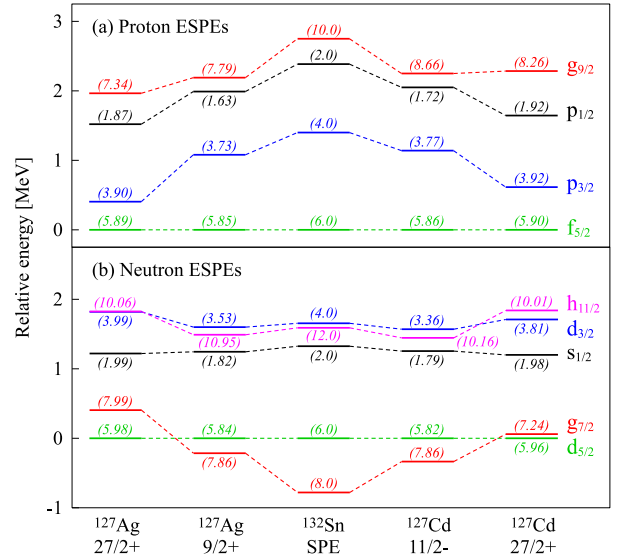 (a) Proton ESPEs
3
2
1
0
Relative energy [MeV]
(7.34) (7.79) (10.0) (8.66) (8.26) g9/2
(1.87) (1.63) (2.0) (1.72) (1.92) p1/2
(3.90) (3.73) (4.0) (3.77) (3.92) p3/2
(5.89) (5.85) (6.0) (5.86) (5.90) f5/2
(b) Neutron ESPEs
2
1
0
-1
(10.06) (10.95) (12.0) (10.16) (10.01) h11/2
(3.99) (3.53) (4.0) (3.36) (3.81) d3/2
(1.99) (1.82) (2.0) (1.79) (1.98) s1/2
(7.99) (7.86) (8.0) (7.86) (7.24) g7/2
(5.98) (5.84) (6.0) (5.82) (5.96) d5/2
127Ag 127Ag 132Sn 127Cd 127Cd
27/2+ 9/2+ SPE 11/2- 27/2+